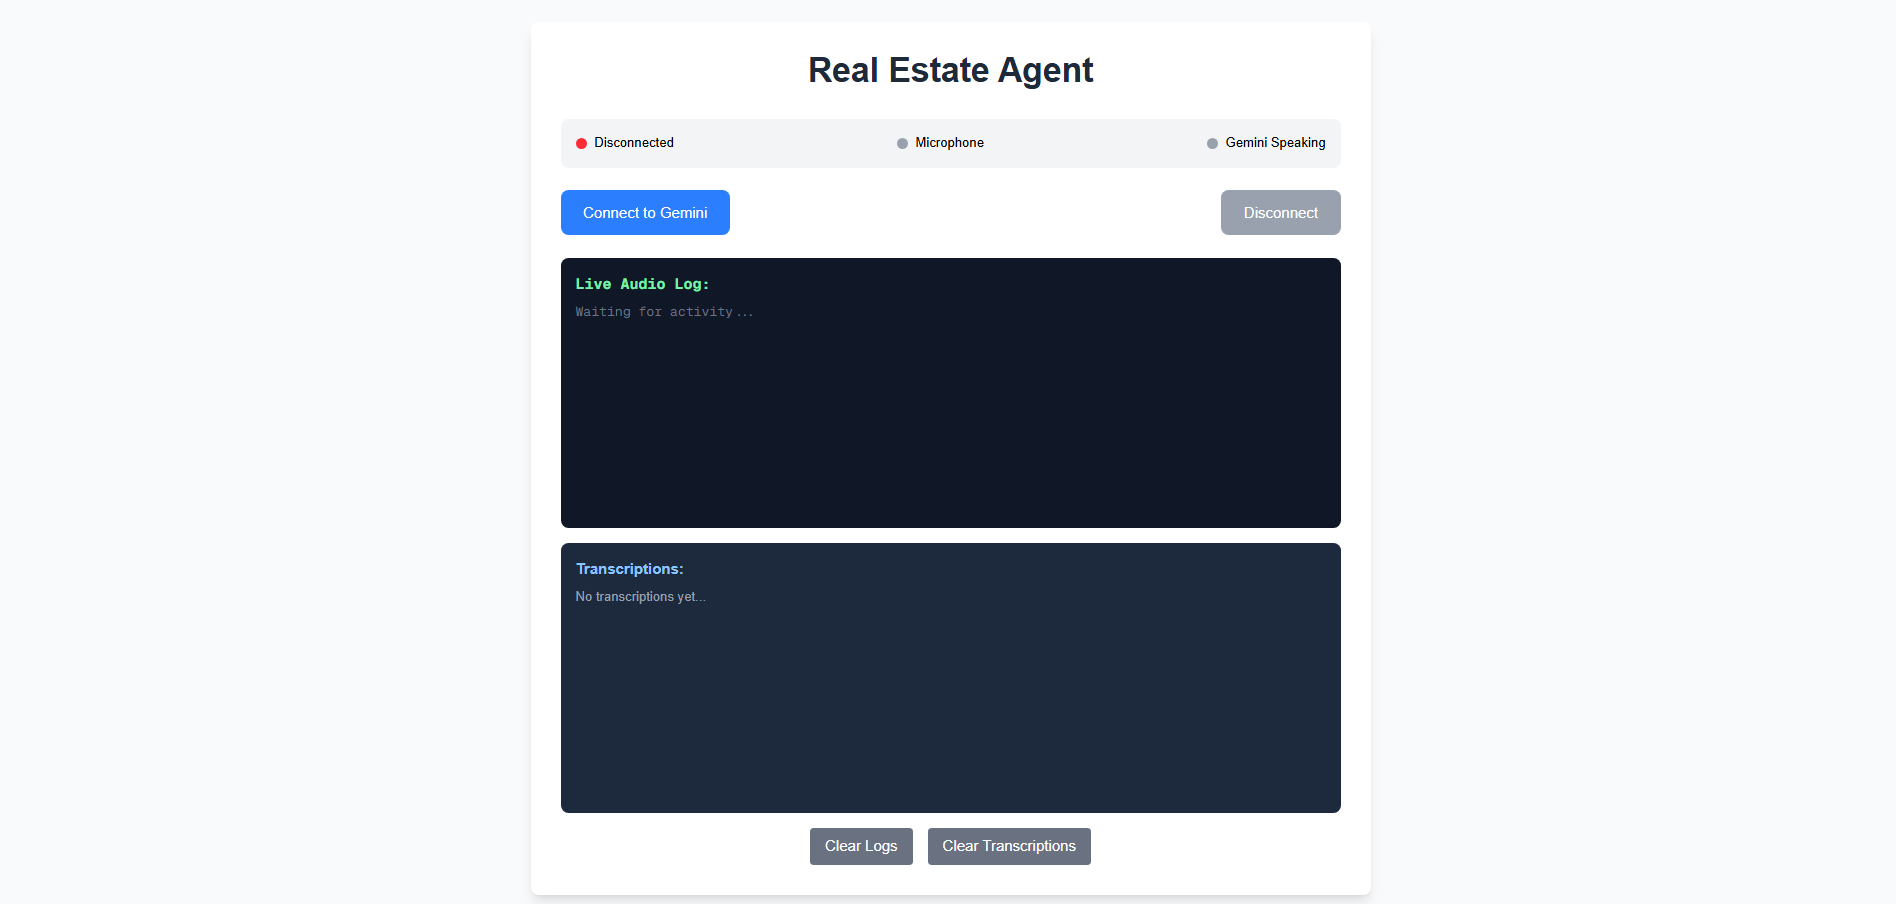 Real Estate Agent
Disconnected
Microphone
Gemini Speaking
Connect to Gemini
Disconnect
Live Audio Log:
Waiting for activity...
Transcriptions:
No transcriptions yet...
Clear Logs
Clear Transcriptions